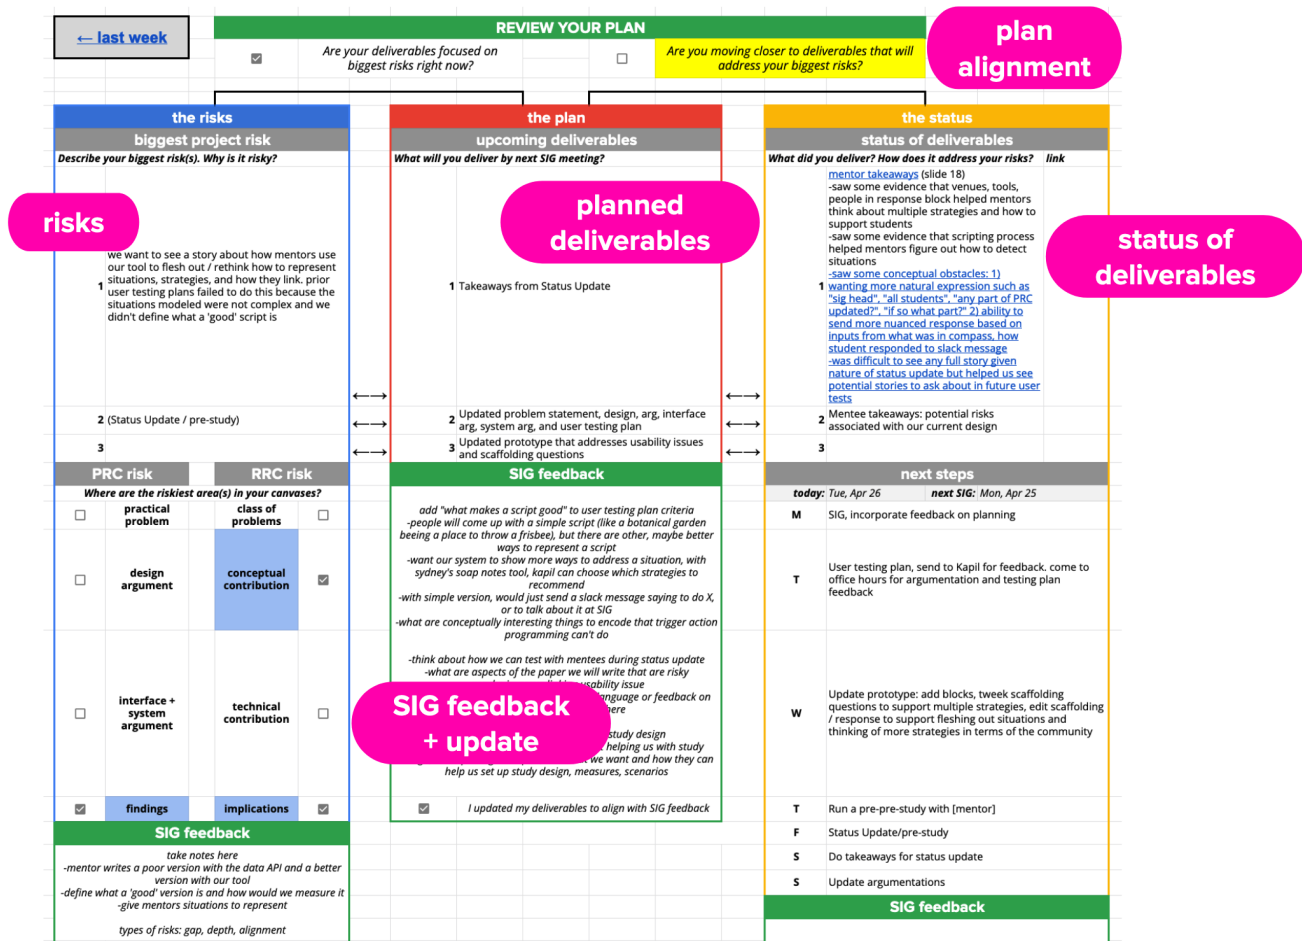 ← last week
REVIEW YOUR PLAN
Are your deliverables focused on
biggest risks right now?
Are you moving closer to deliverables that will
address your biggest risks?
plan
alignment
the risks
biggest project risk
Describe your biggest risk(s). Why is it risky?
risks
1
we want to see a story about how mentors use
our tool to flesh out / rethink how to represent
situations, strategies, and how they link. prior
user testing plans failed to do this because the
situations modeled were not complex and we
didn't define what a 'good' script is
2 (Status Update / pre-study)
3
the plan
upcoming deliverables
What will you deliver by next SIG meeting?
planned
deliverables
1 Takeaways from Status Update
2 Updated problem statement, design, arg, interface
arg, system arg, and user testing plan
3 Updated prototype that addresses usability issues
and scaffolding questions
the status
status of deliverables
What did you deliver? How does it address your risks? link
status of
deliverables
1
mentor takeaways (slide 18)
-saw some evidence that venues, tools,
people in response block helped mentors
think about multiple strategies and how to
support students
-saw some evidence that scripting process
helped mentors figure out how to detect
situations
-saw some conceptual obstacles: 1)
wanting more natural expression such as
"sig head", "all students", "any part of PRC
updated?", "if so what part?" 2) ability to
send more nuanced response based on
inputs from what was in compass, how
student responded to slack message
-was difficult to see any full story given
nature of status update but helped us see
potential stories to ask about in future user
tests
2 Mentee takeaways: potential risks
associated with our current design
3
PRC risk RRC risk
Where are the riskiest area(s) in your canvases?
practical
problem
class of
problems
design
argument
conceptual
contribution
interface +
system
argument
technical
contribution
findings implications
SIG feedback
take notes here
-mentor writes a poor version with the data API and a better
version with our tool
-define what a 'good' version is and how would we measure it
-give mentors situations to represent
types of risks: gap, depth, alignment
SIG feedback
add "what makes a script good" to user testing plan criteria
-people will come up with a simple script (like a botanical garden
beeing a place to throw a frisbee), but there are other, maybe better
ways to represent a script
-want our system to show more ways to address a situation, with
sydney's soap notes tool, kapil can choose which strategies to
recommend
-with simple version, would just send a slack message saying to do X,
or to talk about it at SIG
-what are conceptually interesting things to encode that trigger action
programming can't do
-think about how we can test with mentees during status update
-what are aspects of the paper we will write that are risky
usability issue
language or feedback on
here
study design
helping us with study
we want and how they can
help us set up study design, measures, scenarios
SIG feedback
+ update
I updated my deliverables to align with SIG feedback
next steps
today: Tue, Apr 26 next SIG: Mon, Apr 25
M SIG, incorporate feedback on planning
T User testing plan, send to Kapil for feedback. come to
office hours for argumentation and testing plan
feedback
W Update prototype: add blocks, tweek scaffolding
questions to support multiple strategies, edit scaffolding
/ response to support fleshing out situations and
thinking of more strategies in terms of the community
T Run a pre-pre-study with [mentor]
F Status Update/pre-study
S Do takeaways for status update
S Update argumentations
SIG feedback